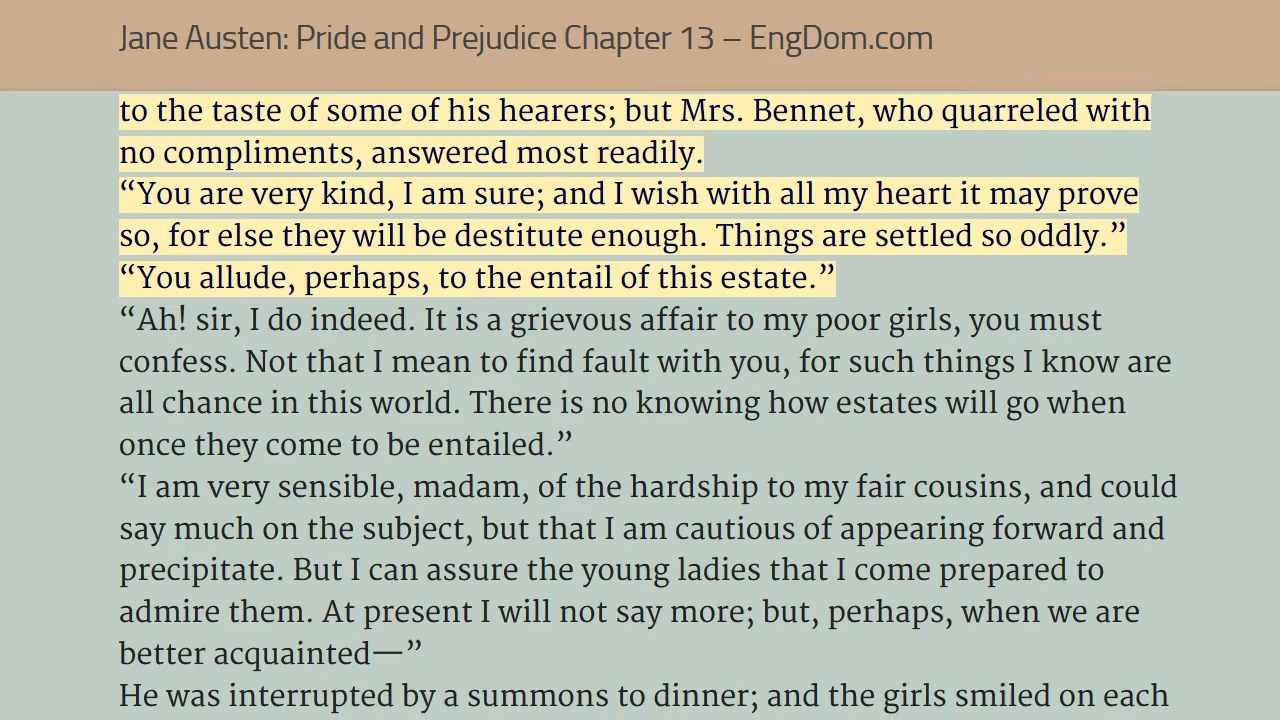 Jane Austen: Pride and Prejudice Chapter 13 – EngDom.com
to the taste of some of his hearers; but Mrs. Bennet, who quarreled with
no compliments, answered most readily.
“You are very kind, I am sure; and I wish with all my heart it may prove
so, for else they will be destitute enough. Things are settled so oddly.”
“You allude, perhaps, to the entail of this estate.”
“Ah! sir, I do indeed. It is a grievous affair to my poor girls, you must
confess. Not that I mean to find fault with you, for such things I know are
all chance in this world. There is no knowing how estates will go when
once they come to be entailed.”
“I am very sensible, madam, of the hardship to my fair cousins, and could
say much on the subject, but that I am cautious of appearing forward and
precipitate. But I can assure the young ladies that I come prepared to
admire them. At present I will not say more; but, perhaps, when we are
better acquainted—”
He was interrupted by a summons to dinner; and the girls smiled on each